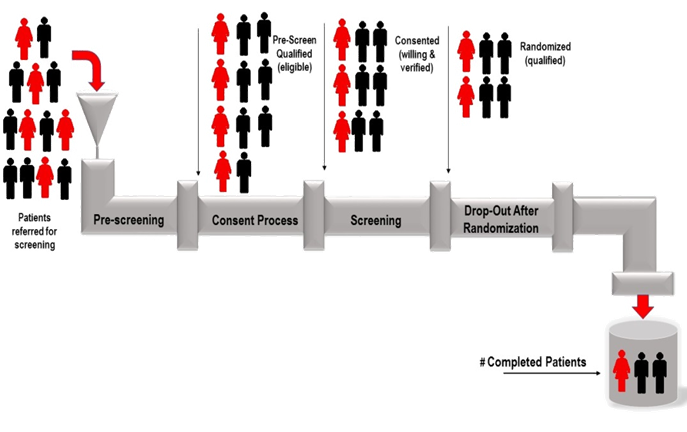 Patients
referred for
screening
Pre-screening
Pre-Screen
Qualified
(eligible)
Consent Process
Consented
(willing &
verified)
Screening
Randomized
(qualified)
Drop-Out After
Randomization
# Completed Patients